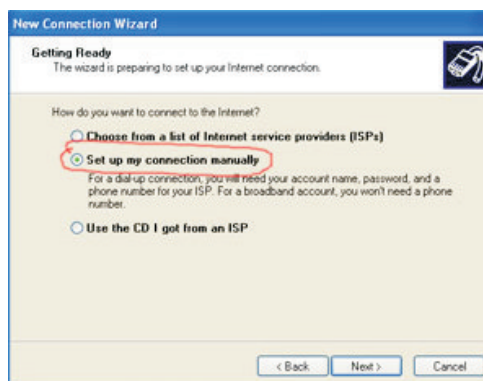 New Connection Wizard
Getting Ready
The wizard is preparing to set up your Internet connection.
How do you want to connect to the Internet?
Choose from a list of Internet service providers (ISPs)
Set up my connection manually
For a dial-up connection, you will need your account name, password, and a
phone number for your ISP. For a broadband account, you won't need a phone
number.
Use the CD I got from an ISP
< Back
Next >
Cancel